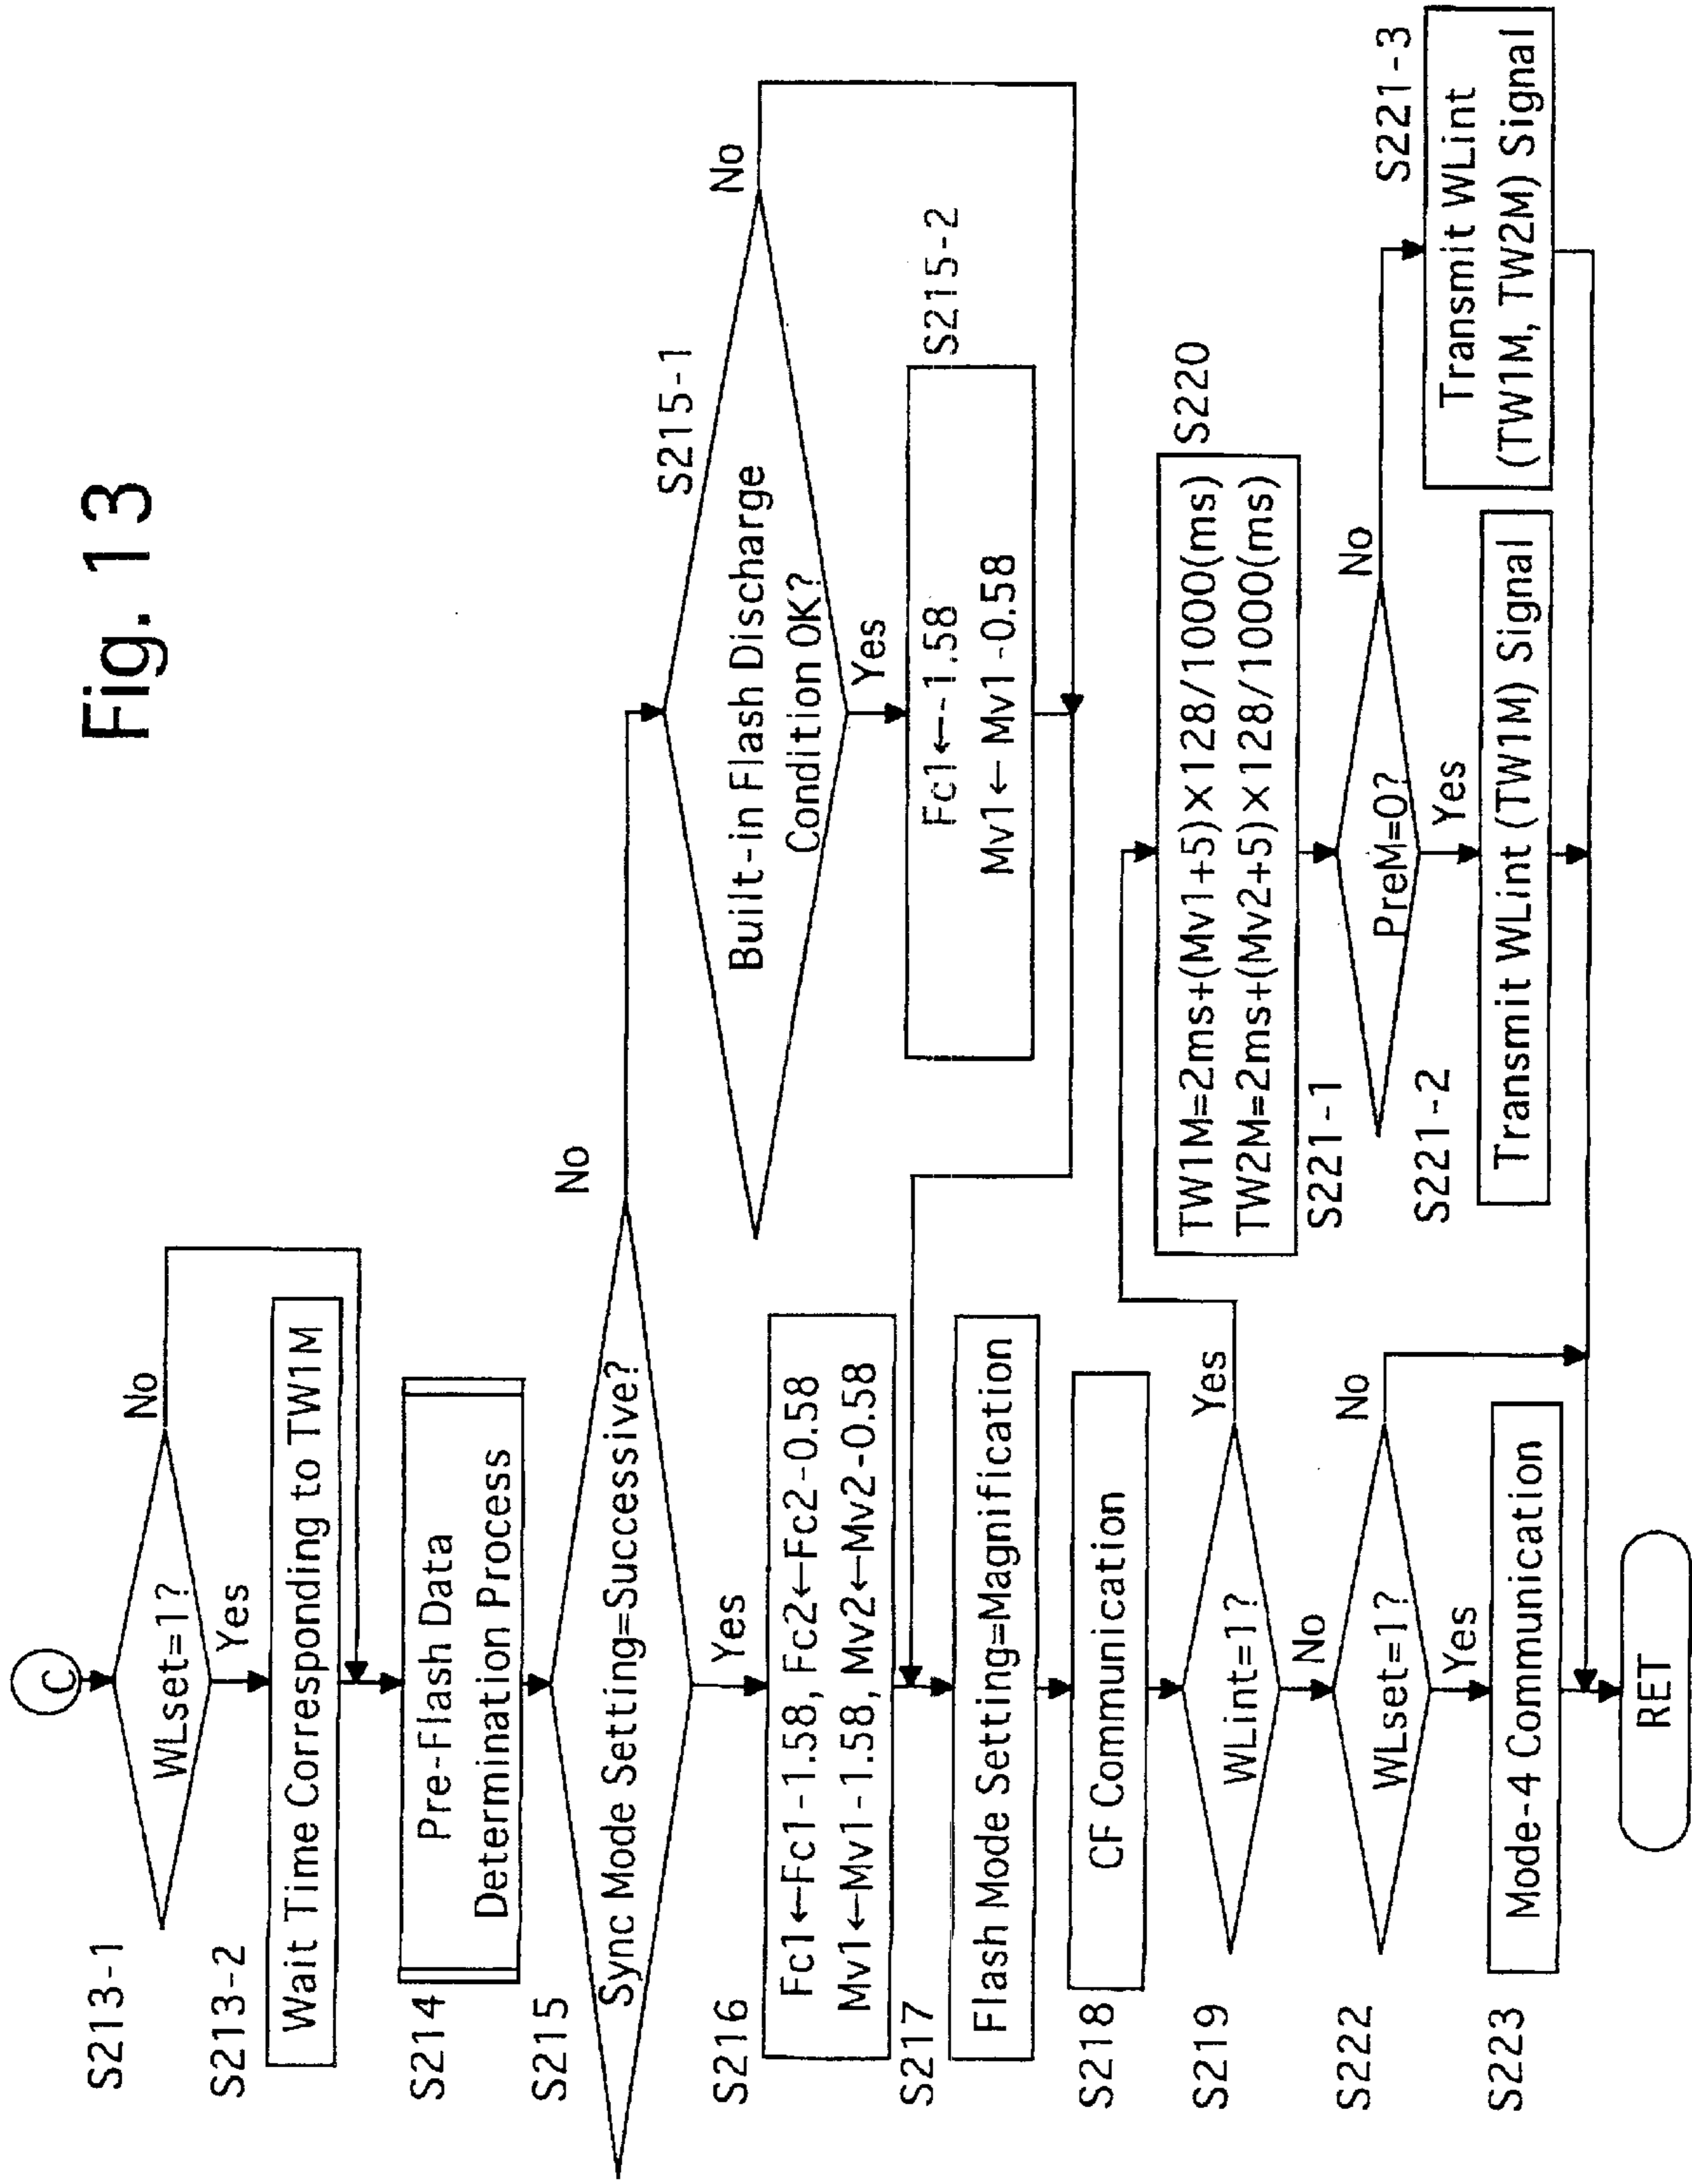 Fig. 13
C
S213-1
WLset=1?
No
Yes
S213-2
Wait Time Corresponding to TW1M
S214
Pre-Flash Data
Determination Process
S215
Sync Mode Setting=Successive?
No
Yes
S215-1
Built-in Flash Discharge
Condition OK?
No
Yes
S215-2
Fc1←-1.58
Mv1←Mv1-0.58
S216
Fc1←Fc1-1.58, Fc2←Fc2-0.58
Mv1←Mv1-1.58, Mv2←Mv2-0.58
S217
Flash Mode Setting=Magnification
S218
CF Communication
S219
WLint=1?
Yes
No
S220
TW1M=2ms+(Mv1+5)×128/1000(ms)
TW2M=2ms+(Mv2+5)×128/1000(ms)
S221-1
PreM=0?
No
Yes
S221-2
Transmit WLint (TW1M) Signal
S221-3
Transmit WLint
(TW1M, TW2M) Signal
S222
WLset=1?
No
Yes
S223
Mode-4 Communication
RET